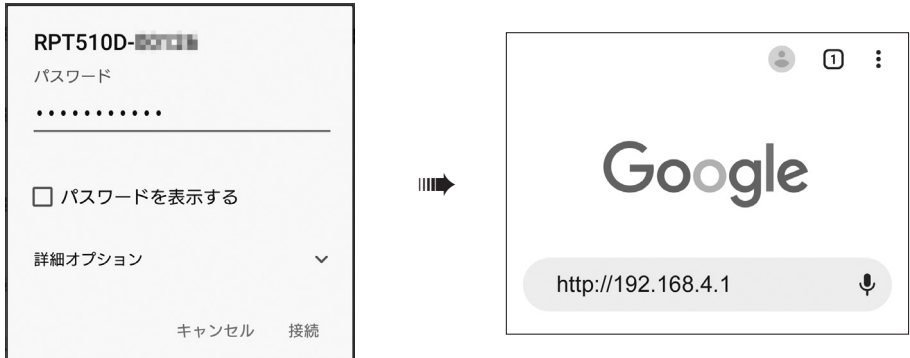 RPT510D-
パスワード
•••••••••••
パスワードを表示する
詳細オプション
キャンセル 接続
1
Google
http://192.168.4.1